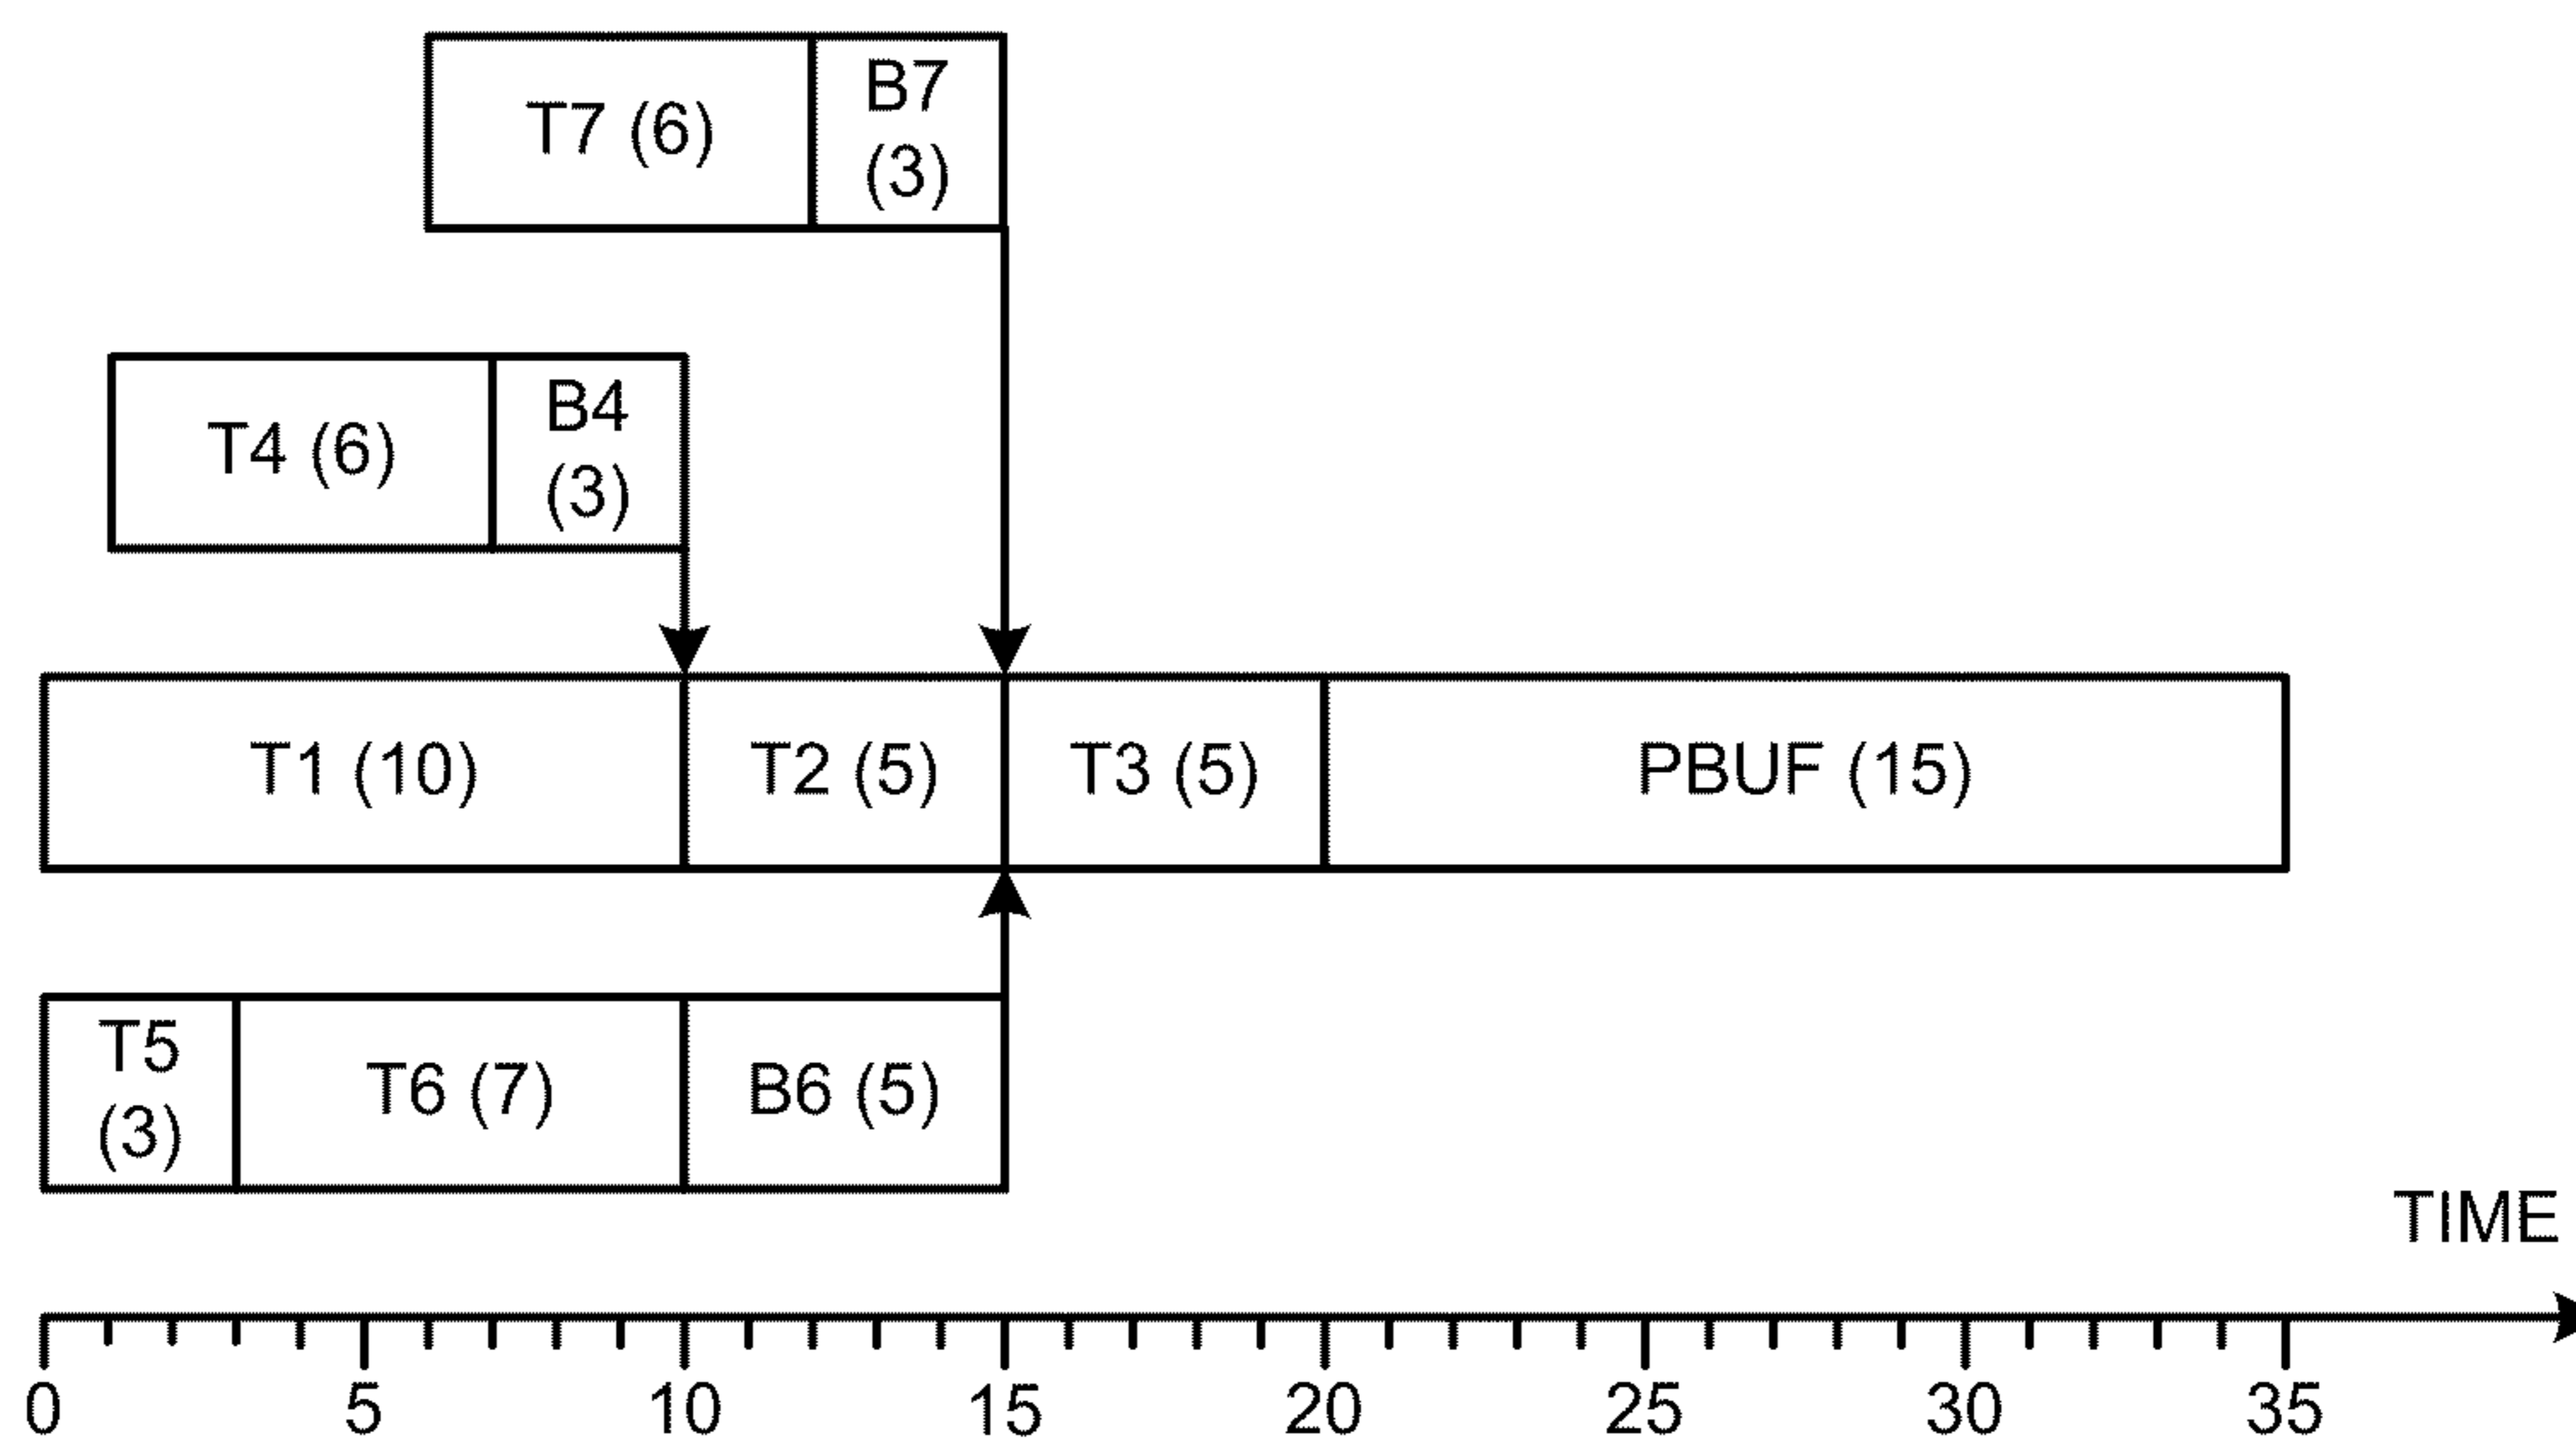 T7 (6)
B7
(3)
T4 (6)
B4
(3)
T1 (10)
T2 (5)
T3 (5)
PBUF (15)
T5
(3)
T6 (7)
B6 (5)
TIME
0
5
10
15
20
25
30
35